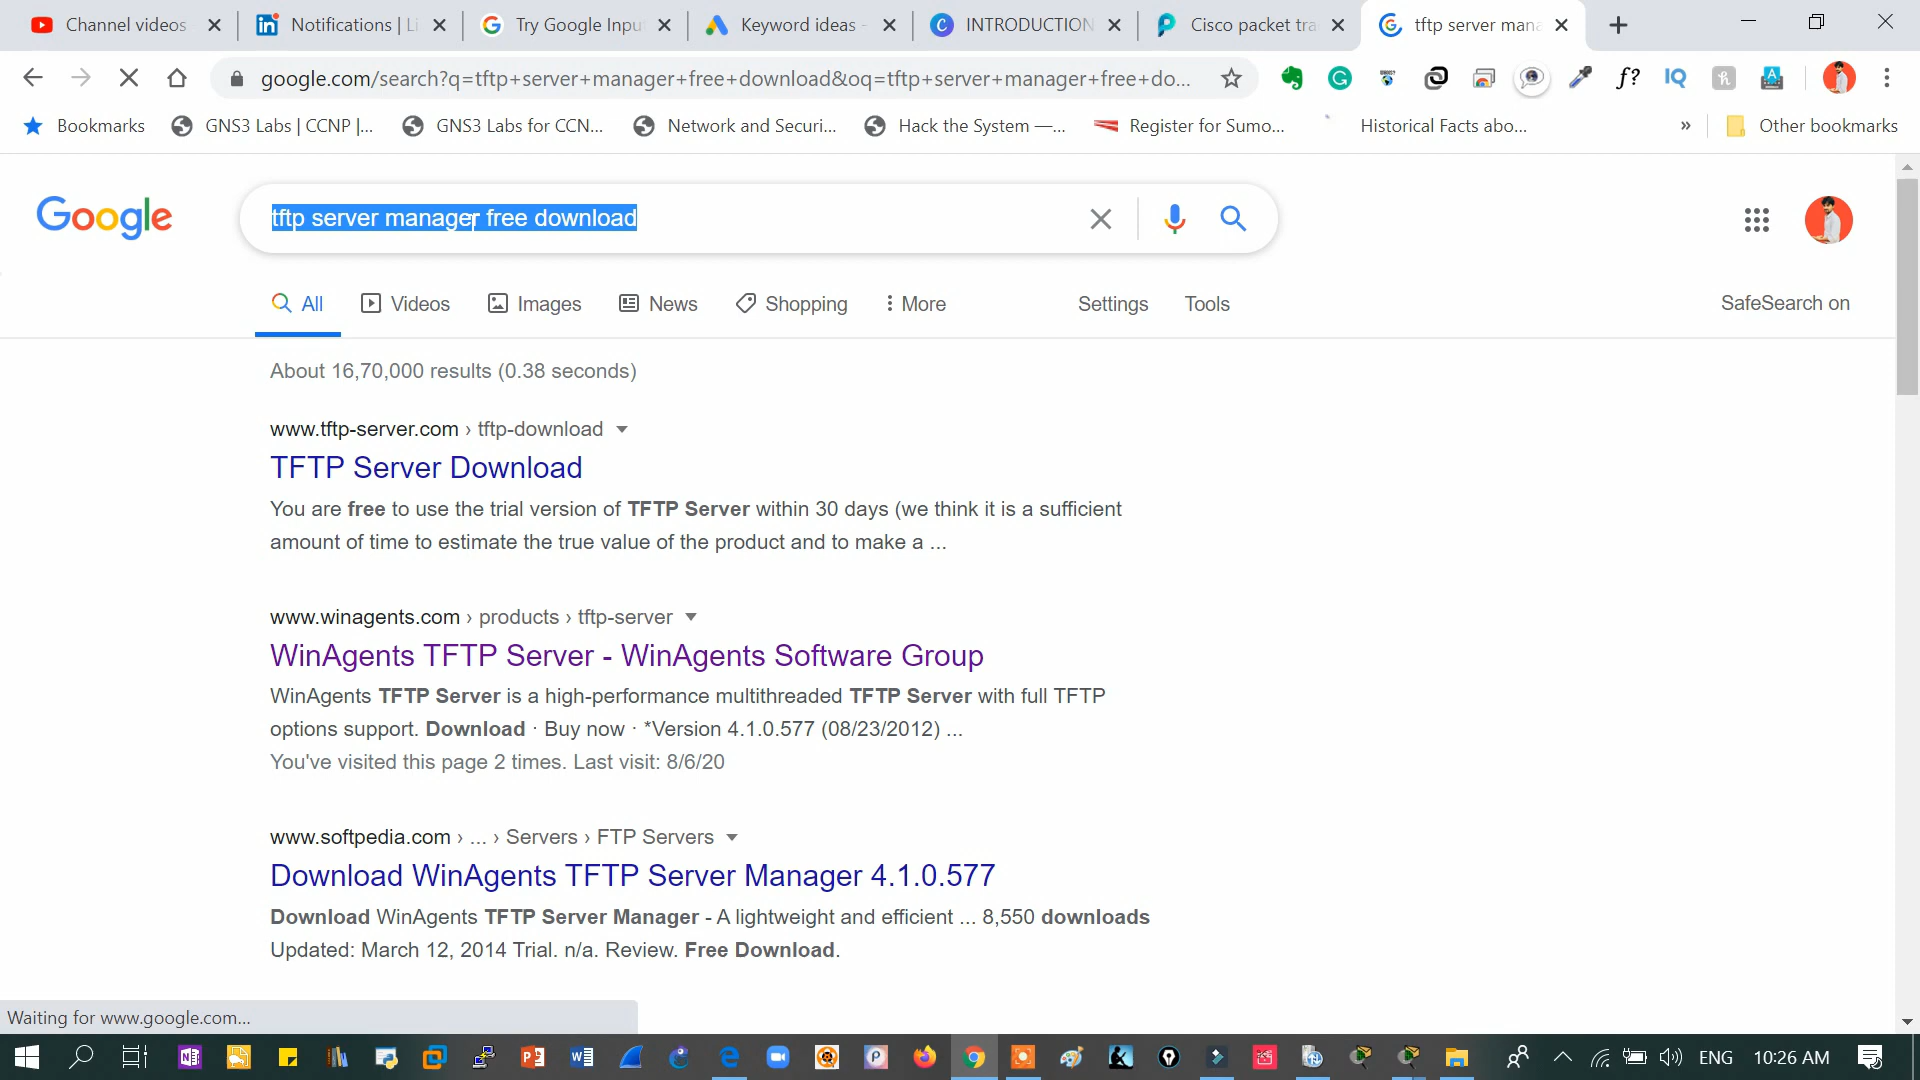 Channel videos
Notifications | Li
Try Google Inpu
Keyword ideas -
INTRODUCTION
Cisco packet tra
tftp server mana
google.com/search?q=tftp+server+manager+free+download&oq=tftp+server+manager+free+do...
f?
IQ
Bookmarks
GNS3 Labs | CCNP |...
GNS3 Labs for CCN...
Network and Securi...
Hack the System —...
Register for Sumo...
Historical Facts abo...
»
Other bookmarks
Google
tftp server manager free download
All
Videos
Images
News
Shopping
More
Settings
Tools
SafeSearch on
About 16,70,000 results (0.38 seconds)
www.tftp-server.com › tftp-download
TFTP Server Download
You are free to use the trial version of TFTP Server within 30 days (we think it is a sufficient
amount of time to estimate the true value of the product and to make a ...
www.winagents.com › products › tftp-server
WinAgents TFTP Server - WinAgents Software Group
WinAgents TFTP Server is a high-performance multithreaded TFTP Server with full TFTP
options support. Download · Buy now · *Version 4.1.0.577 (08/23/2012) ...
You've visited this page 2 times. Last visit: 8/6/20
www.softpedia.com › ... › Servers › FTP Servers
Download WinAgents TFTP Server Manager 4.1.0.577
Download WinAgents TFTP Server Manager - A lightweight and efficient ... 8,550 downloads
Updated: March 12, 2014 Trial. n/a. Review. Free Download.
Waiting for www.google.com...
ENG
10:26 AM